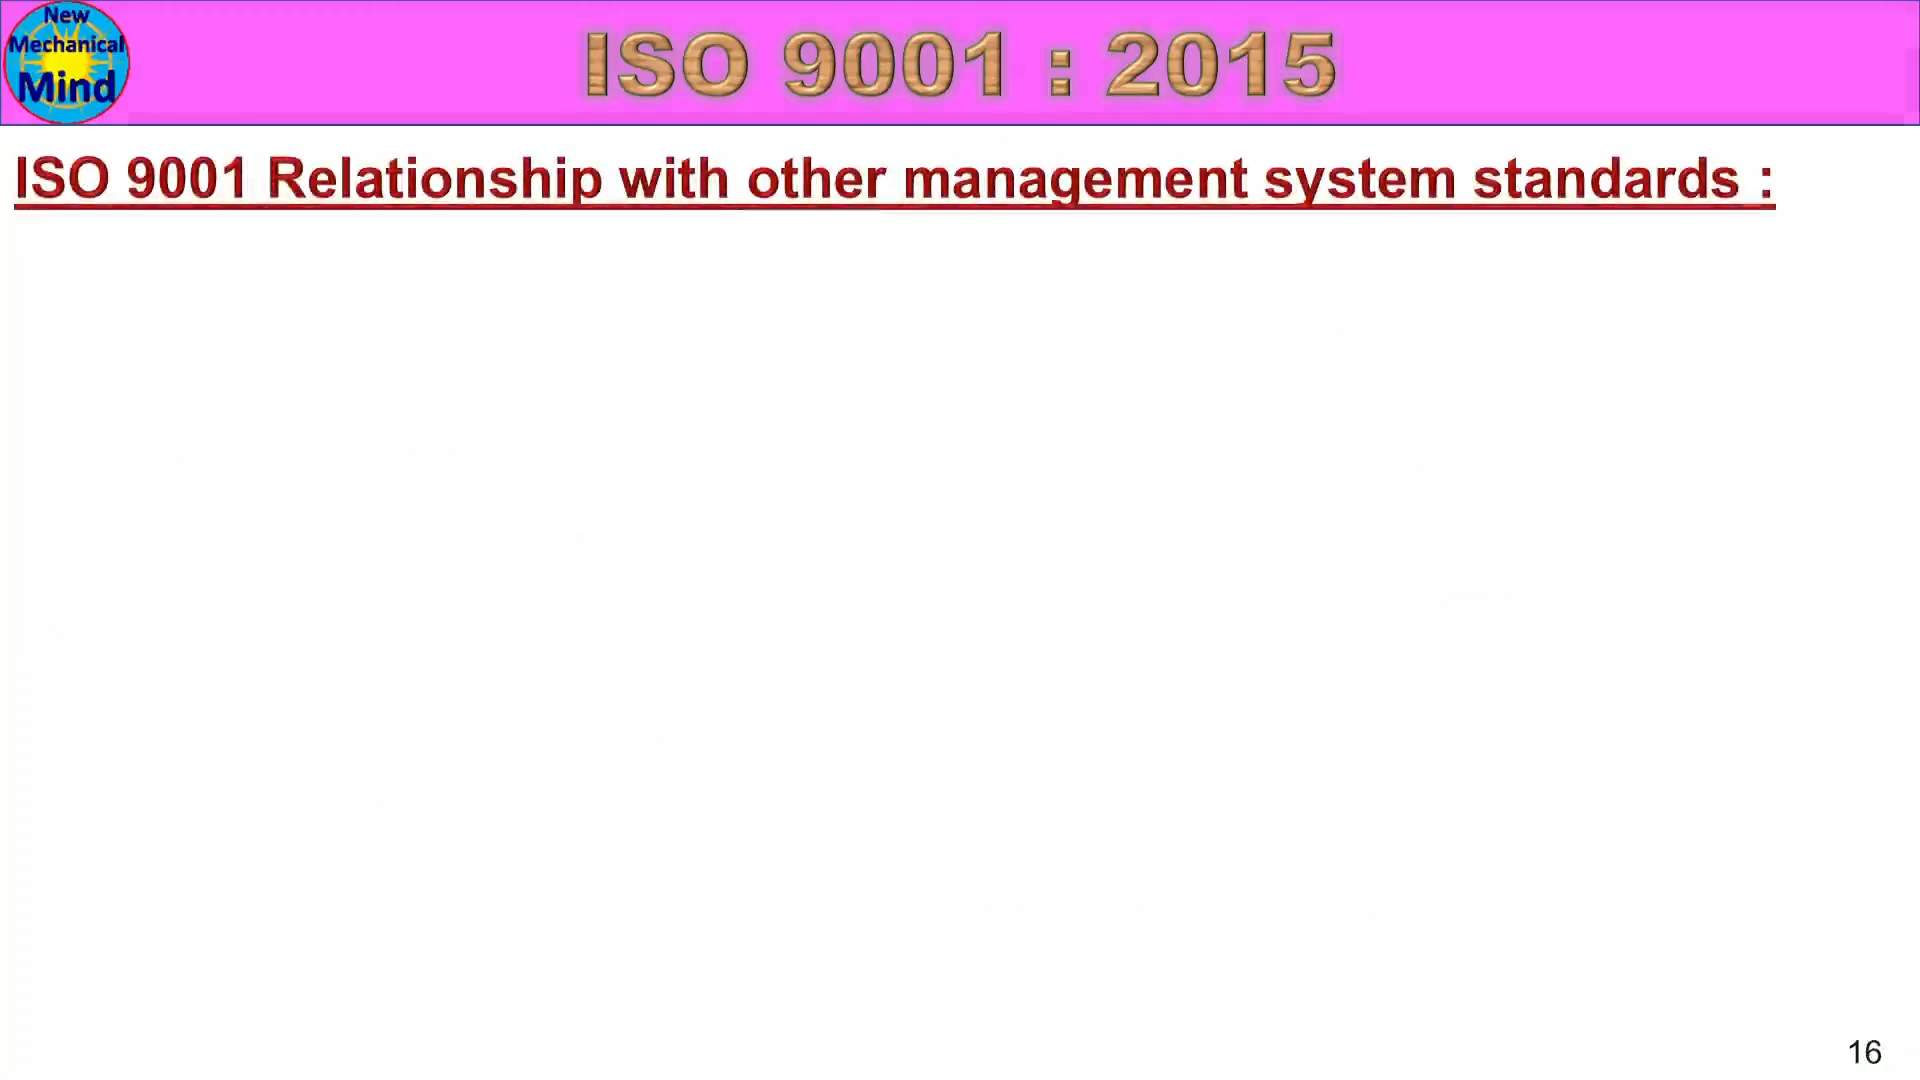 New
Mechanical
Mind
ISO 9001 : 2015
ISO 9001 Relationship with other management system standards :
16